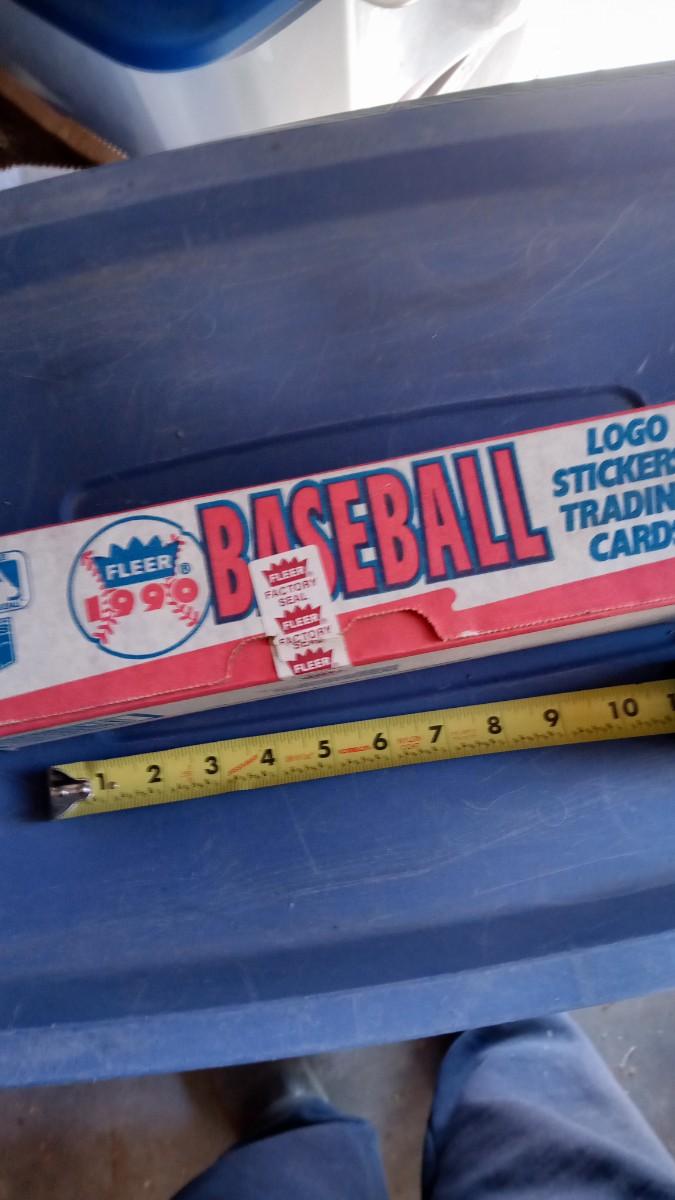 FLEER®
1990
BASEBALL
LOGO
STICKERS
TRADIN
CARDS
FLEER
FACTORY
SEAL
FLEER
FACTORY
SEAL
FLEER
1 2 3 4 5 6 7 8 9 10